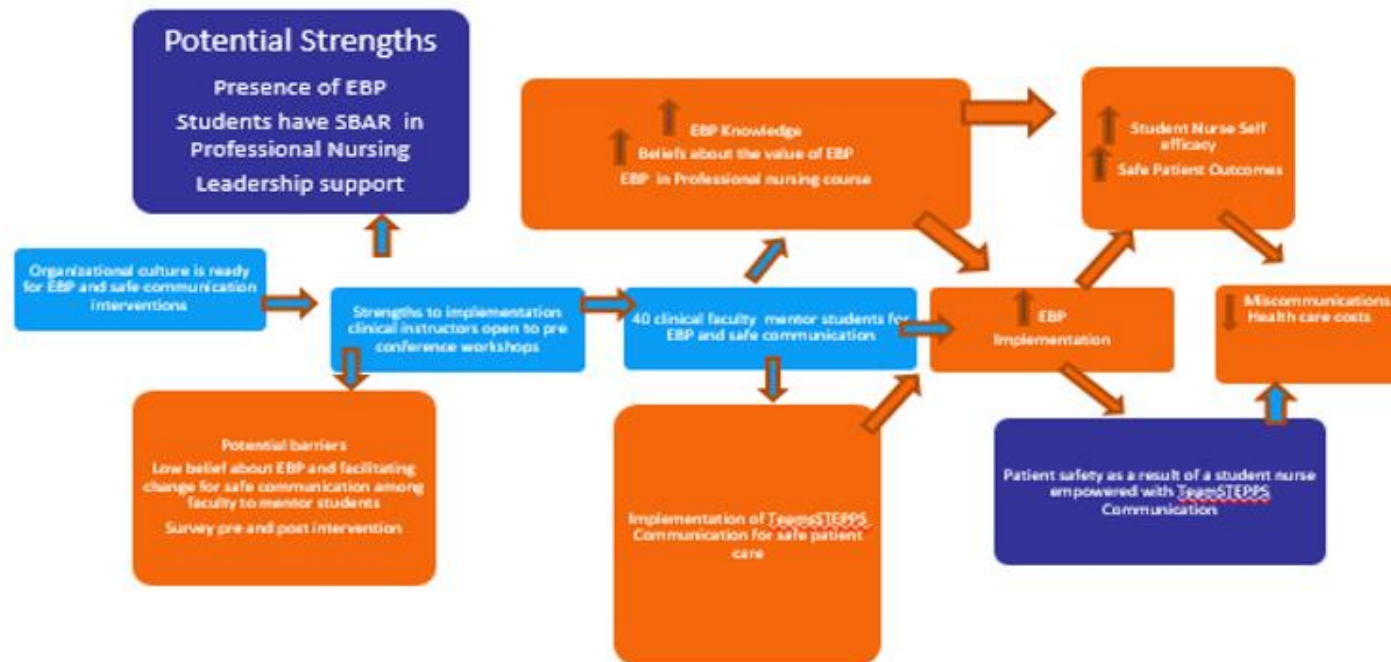 Potential Strengths
Presence of EBP
Students have SBAR in
Professional Nursing
Leadership support
EBP Knowledge
Beliefs about the value of EBP
EBP in Professional nursing course
Student Nurse Self
efficacy
Safe Patient Outcomes
Organizational culture is ready
for EBP and safe communication
interventions
Strengths to implementation
clinical instructors open to pre
conference workshops
40 clinical faculty mentor students for
EBP and safe communication
EBP
Implementation
Miscommunications
Health care costs
Potential barriers
Low belief about EBP and facilitating
change for safe communication among
faculty to mentor students
Survey pre and post intervention
Implementation of TeamsSTEPPS
Communication for safe patient
care
Patient safety as a result of a student nurse
empowered with TeamSTEPPS
Communication